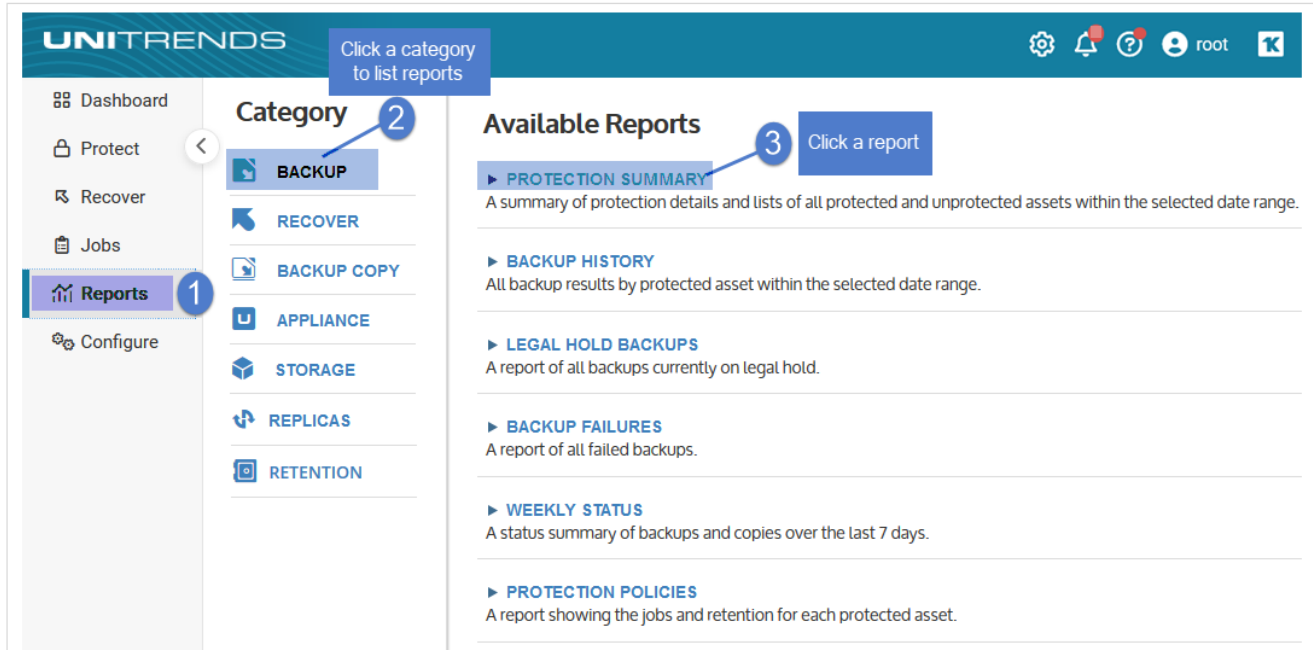 UNITRENDS
Click a category
to list reports
root
Dashboard
Protect
Recover
Jobs
Reports
1
Configure
Category
2
BACKUP
RECOVER
BACKUP COPY
APPLIANCE
STORAGE
REPLICAS
RETENTION
Available Reports
3
Click a report
PROTECTION SUMMARY
A summary of protection details and lists of all protected and unprotected assets within the selected date range.
BACKUP HISTORY
All backup results by protected asset within the selected date range.
LEGAL HOLD BACKUPS
A report of all backups currently on legal hold.
BACKUP FAILURES
A report of all failed backups.
WEEKLY STATUS
A status summary of backups and copies over the last 7 days.
PROTECTION POLICIES
A report showing the jobs and retention for each protected asset.